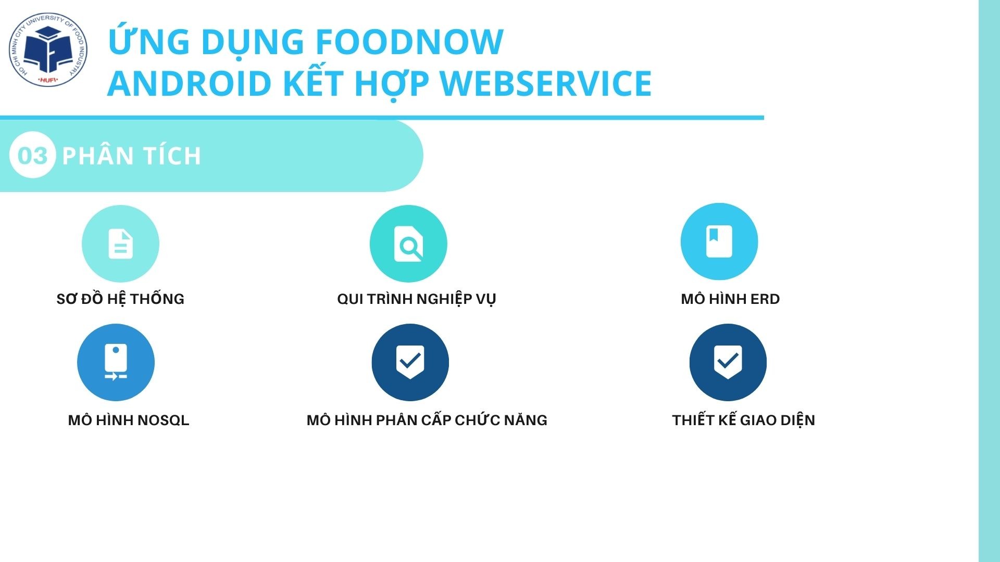 HO CHI MINH CITY UNIVERSITY OF FOOD INDUSTRY
•HUFI•
ỨNG DỤNG FOODNOW
ANDROID KẾT HỢP WEBSERVICE
03 PHÂN TÍCH
SƠ ĐỒ HỆ THỐNG
QUI TRÌNH NGHIỆP VỤ
MÔ HÌNH ERD
MÔ HÌNH NOSQL
MÔ HÌNH PHÂN CẤP CHỨC NĂNG
THIẾT KẾ GIAO DIỆN